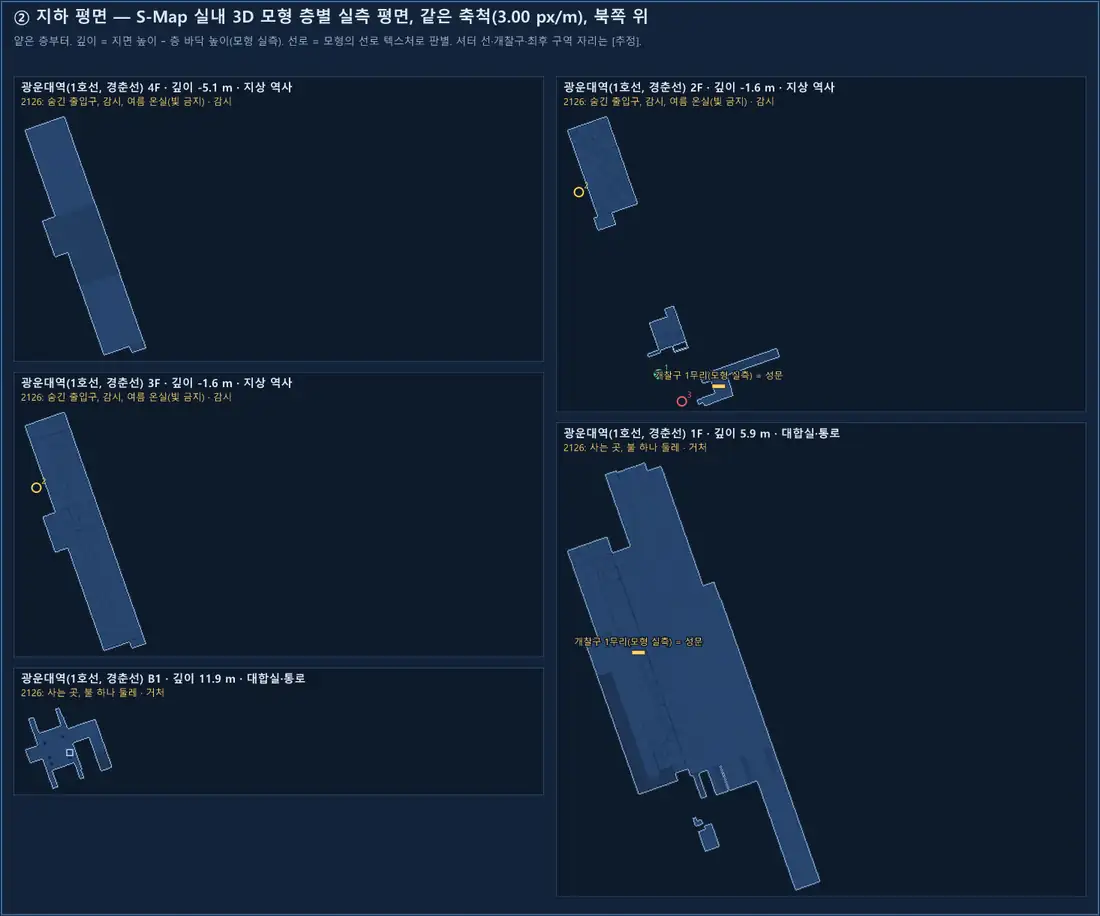 ② 지하 평면 — S-Map 실내 3D 모형 층별 실측 평면, 같은 축척(3.00 px/m), 북쪽 위
얕은 층부터. 깊이 = 지면 높이 − 층 바닥 높이(모형 실측). 선로 = 모형의 선로 텍스처로 판별. 셔터 선·개찰구·최후 구역 자리는 [추정].
광운대역(1호선, 경춘선) 4F · 깊이 -5.1 m · 지상 역사
2126: 숨긴 출입구, 감시, 여름 온실(빛 금지) · 감시
광운대역(1호선, 경춘선) 2F · 깊이 -1.6 m · 지상 역사
2126: 숨긴 출입구, 감시, 여름 온실(빛 금지) · 감시
개찰구 1무리(모형 실측) = 성문
3
광운대역(1호선, 경춘선) 3F · 깊이 -1.6 m · 지상 역사
2126: 숨긴 출입구, 감시, 여름 온실(빛 금지) · 감시
광운대역(1호선, 경춘선) 1F · 깊이 5.9 m · 대합실·통로
2126: 사는 곳, 불 하나 둘레 · 거처
개찰구 1무리(모형 실측) = 성문
광운대역(1호선, 경춘선) B1 · 깊이 11.9 m · 대합실·통로
2126: 사는 곳, 불 하나 둘레 · 거처